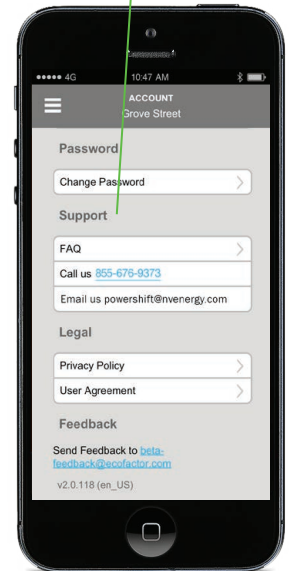 4G 10:47 AM
ACCOUNT
Grove Street
Password
Change Password
Support
FAQ
Call us 855-676-9373
Email us powershift@nvenergy.com
Legal
Privacy Policy
User Agreement
Feedback
Send Feedback to beta-
feedback@ecofactor.com
v2.0.118 (en_US)